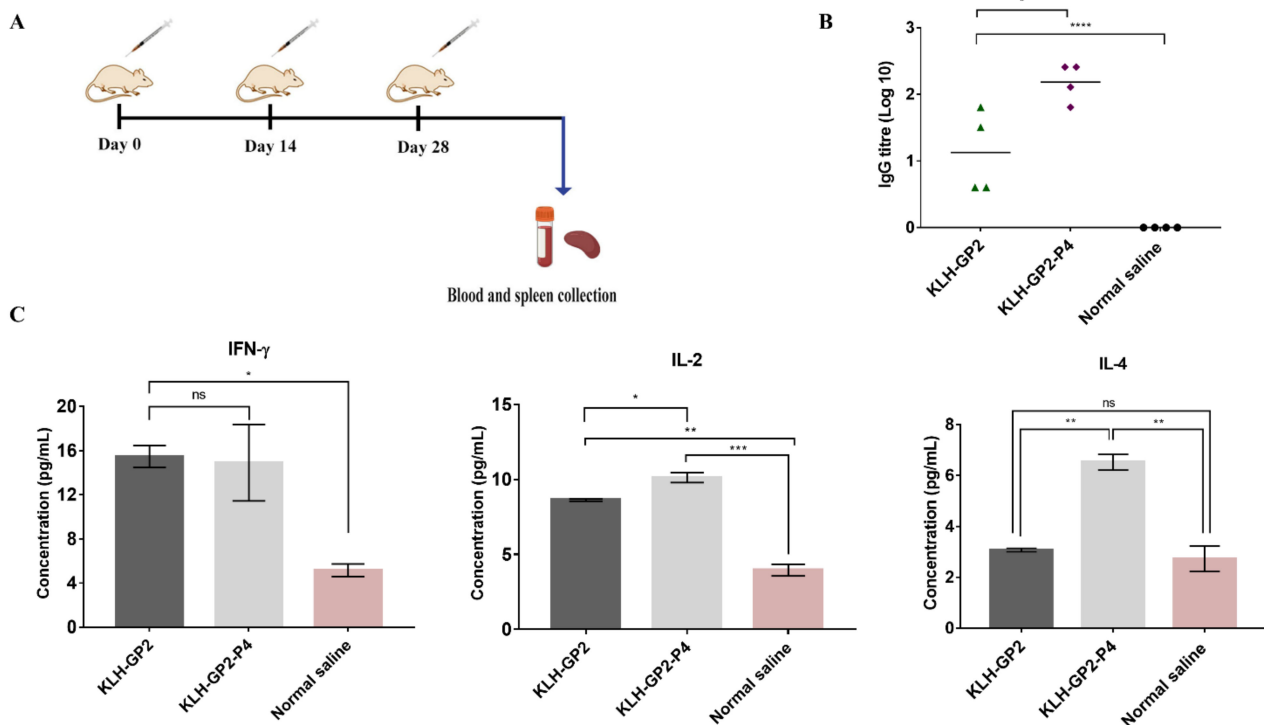 A
Day 0
Day 14
Day 28
Blood and spleen collection
B
****
IgG titre (Log 10)
3
2
1
0
KLH-GP2
KLH-GP2-P4
Normal saline
C
IFN-γ
*
ns
Concentration (pg/mL)
20
16
12
8
4
0
KLH-GP2
KLH-GP2-P4
Normal saline
IL-2
*
**
***
Concentration (pg/mL)
15
10
5
0
KLH-GP2
KLH-GP2-P4
Normal saline
IL-4
ns
** **
Concentration (pg/mL)
8
6
4
2
0
KLH-GP2
KLH-GP2-P4
Normal saline